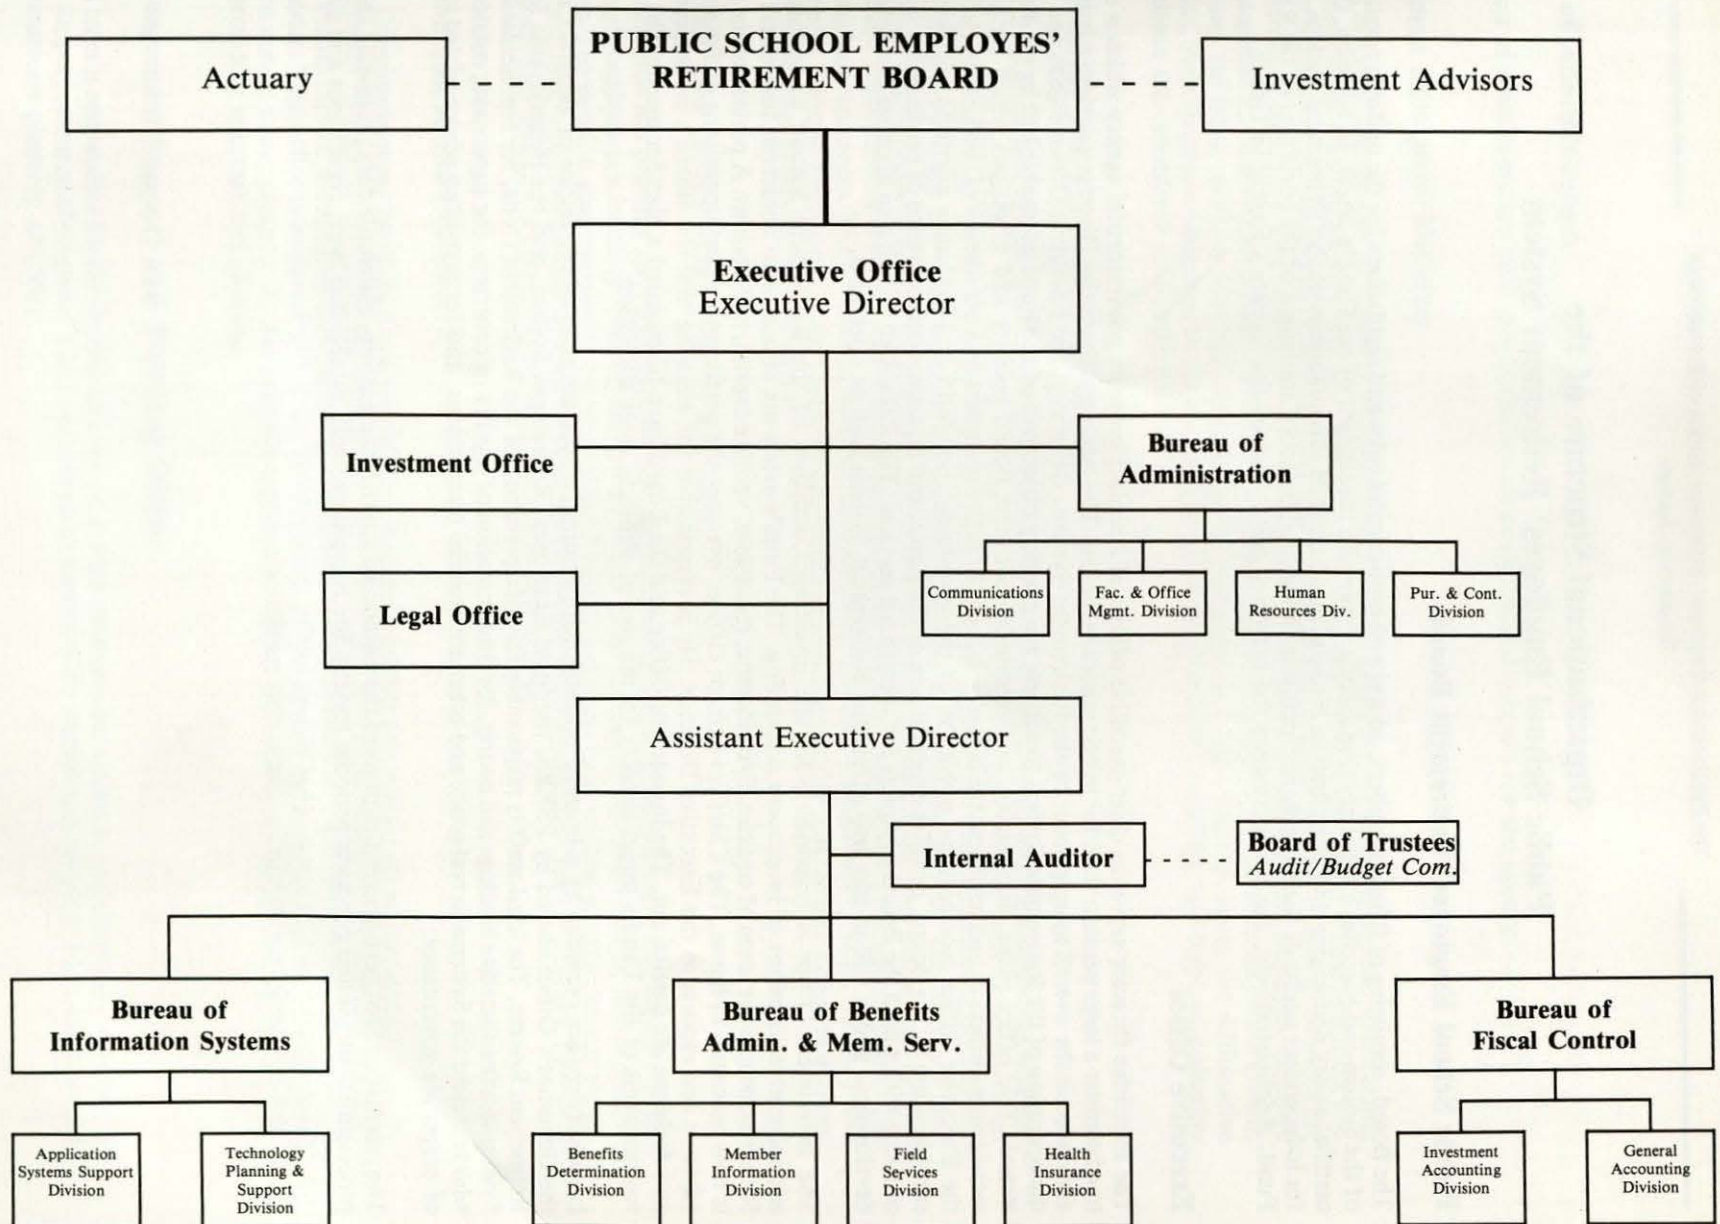 Actuary
PUBLIC SCHOOL EMPLOYES'
RETIREMENT BOARD
Investment Advisors
Executive Office
Executive Director
Investment Office
Bureau of
Administration
Communications
Division
Fac. & Office
Mgmt. Division
Human
Resources Div.
Pur. & Cont.
Division
Legal Office
Assistant Executive Director
Internal Auditor
Board of Trustees
Audit/Budget Com.
Bureau of
Information Systems
Bureau of Benefits
Admin. & Mem. Serv.
Bureau of
Fiscal Control
Application
Systems Support
Division
Technology
Planning &
Support
Division
Benefits
Determination
Division
Member
Information
Division
Field
Services
Division
Health
Insurance
Division
Investment
Accounting
Division
General
Accounting
Division